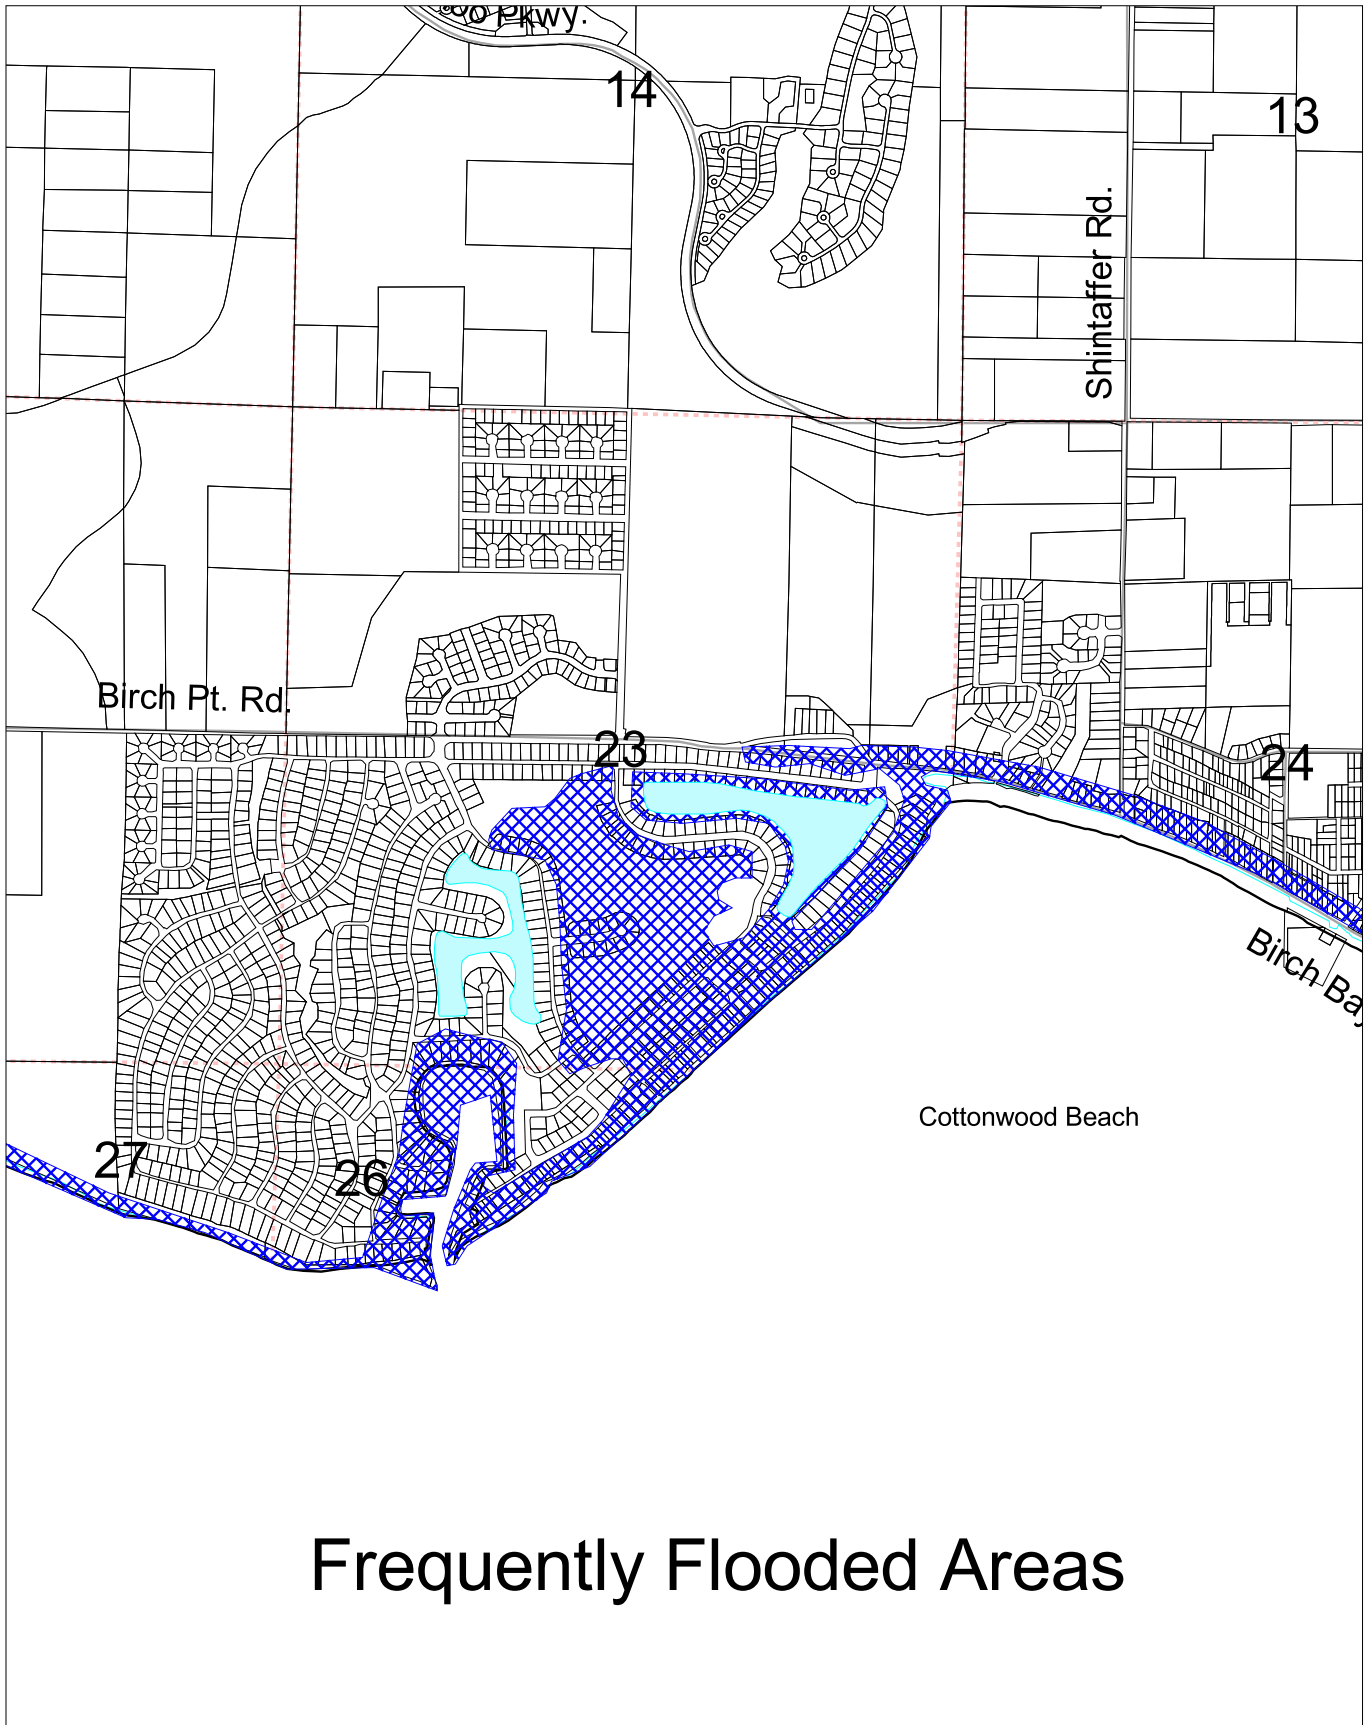 Pkwy.
14
13
Shintaffer Rd.
Birch Pt. Rd.
23
24
Birch Bay
Cottonwood Beach
27
26
Frequently Flooded Areas